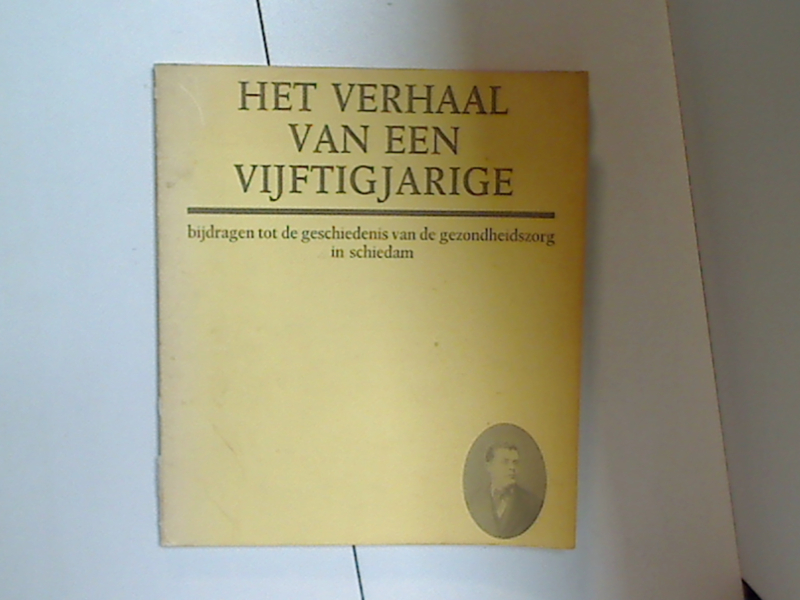 HET VERHAAL
VAN EEN
VIJFTIGJARIGE
bijdragen tot de geschiedenis van de gezondheidszorg
in schiedam